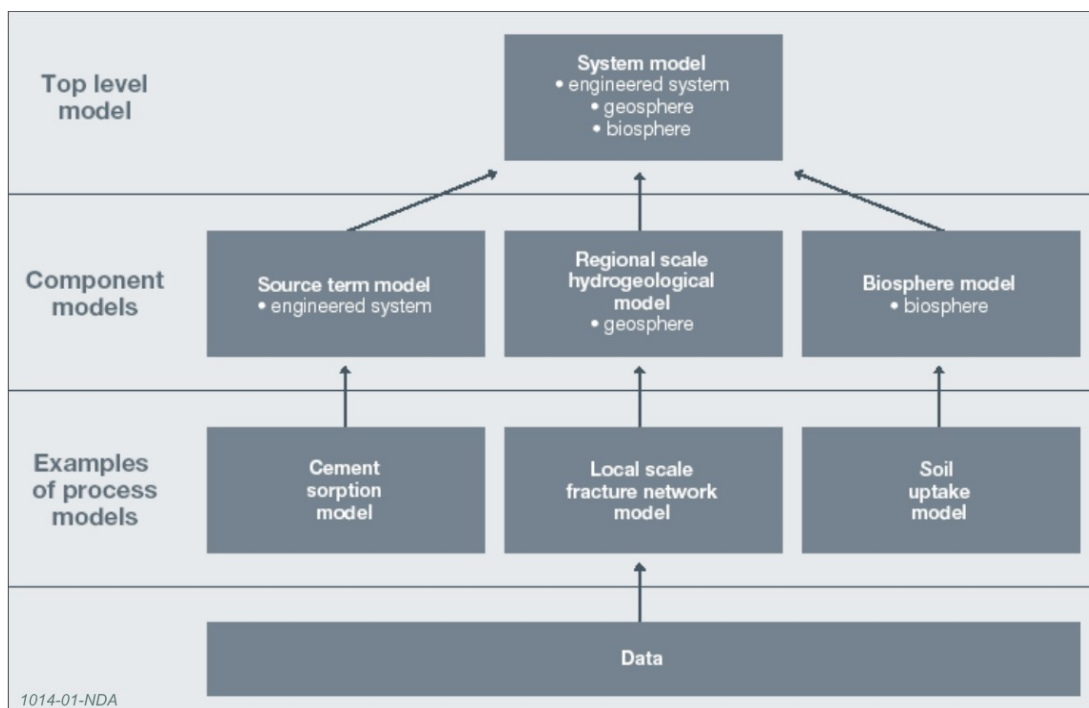 Top level
model
System model
• engineered system
• geosphere
• biosphere
Component
models
Source term model
• engineered system
Regional scale
hydrogeological
model
• geosphere
Biosphere model
• biosphere
Examples
of process
models
Cement
sorption
model
Local scale
fracture network
model
Soil
uptake
model
Data
1014-01-NDA